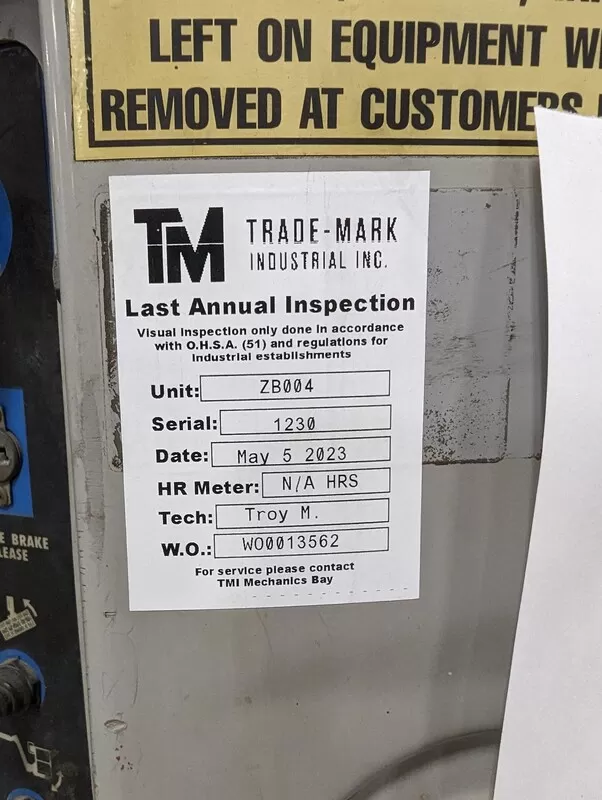 LEFT ON EQUIPMENT
REMOVED AT CUSTOMERS
TM TRADE-MARK
INDUSTRIAL INC.
Last Annual Inspection
Visual Inspection only done in accordance
with O.H.S.A. (51) and regulations for
industrial establishments
Unit: ZB004
Serial: 1230
Date: May 5 2023
HR Meter: N/A HRS
Tech: Troy M.
W.O.: WO0013562
For service please contact
TMI Mechanics Bay
BRAKE